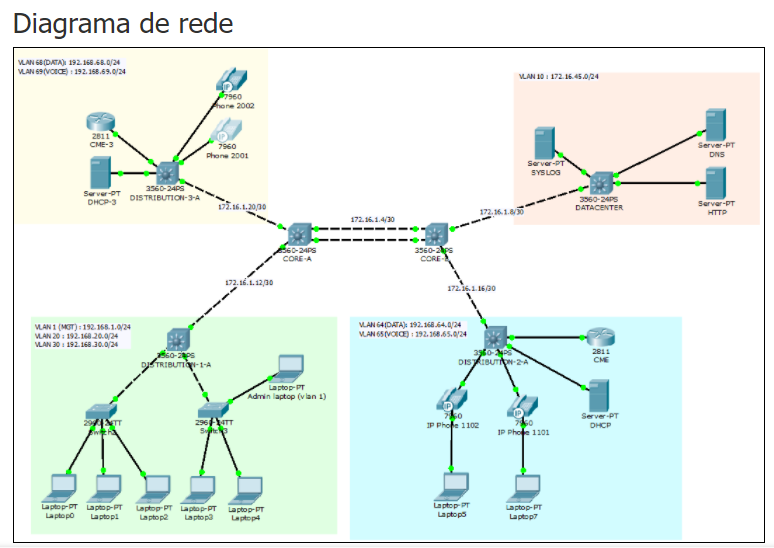 Diagrama de rede
VLAN 68(DATA): 192.168.68.0/24
VLAN 69(VOICE) : 192.168.69.0/24
7960
Phone 2002
2811
CME-3
7960
Phone 2001
Server-PT
DHCP-3
3560-24PS
DISTRIBUTION-3-A
VLAN 10 : 172.16.45.0/24
Server-PT
SYSLOG
Server-PT
DNS
3560-24PS
DATACENTER
Server-PT
HTTP
172.16.1.20/30
172.16.1.4/30
172.16.1.8/30
3560-24PS
CORE-A
3560-24PS
172.16.1.12/30
172.16.1.16/30
VLAN 1 (MGT) : 192.168.1.0/24
VLAN 20 : 192.168.20.0/24
VLAN 30 : 192.168.30.0/24
3560-24PS
DISTRIBUTION-1-A
Laptop-PT
Admin laptop (vlan 1)
2960-24TT
2960-24TT
Switch3
Laptop-PT
Laptop0
Laptop-PT
Laptop1
Laptop-PT
Laptop2
Laptop-PT
Laptop3
Laptop-PT
Laptop4
VLAN 64(DATA): 192.168.64.0/24
VLAN 65(VOICE) : 192.168.65.0/24
3560-24PS
DISTRIBUTION-2-A
2811
CME
7960
IP Phone 1102
7960
IP Phone 1101
Server-PT
DHCP
Laptop-PT
Laptop5
Laptop-PT
Laptop7